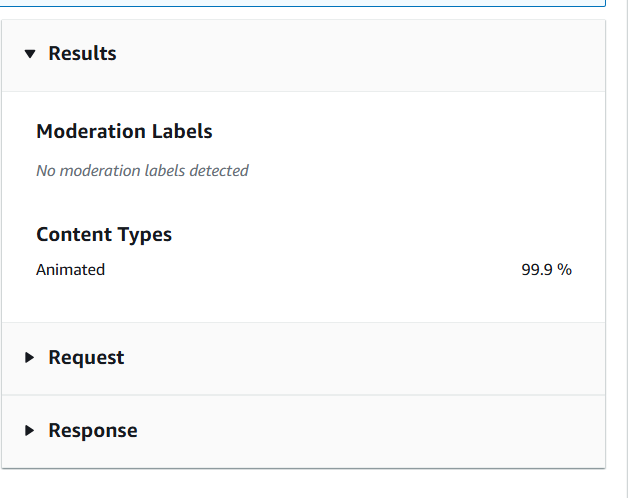 Results
Moderation Labels
No moderation labels detected
Content Types
Animated 99.9 %
Request
Response